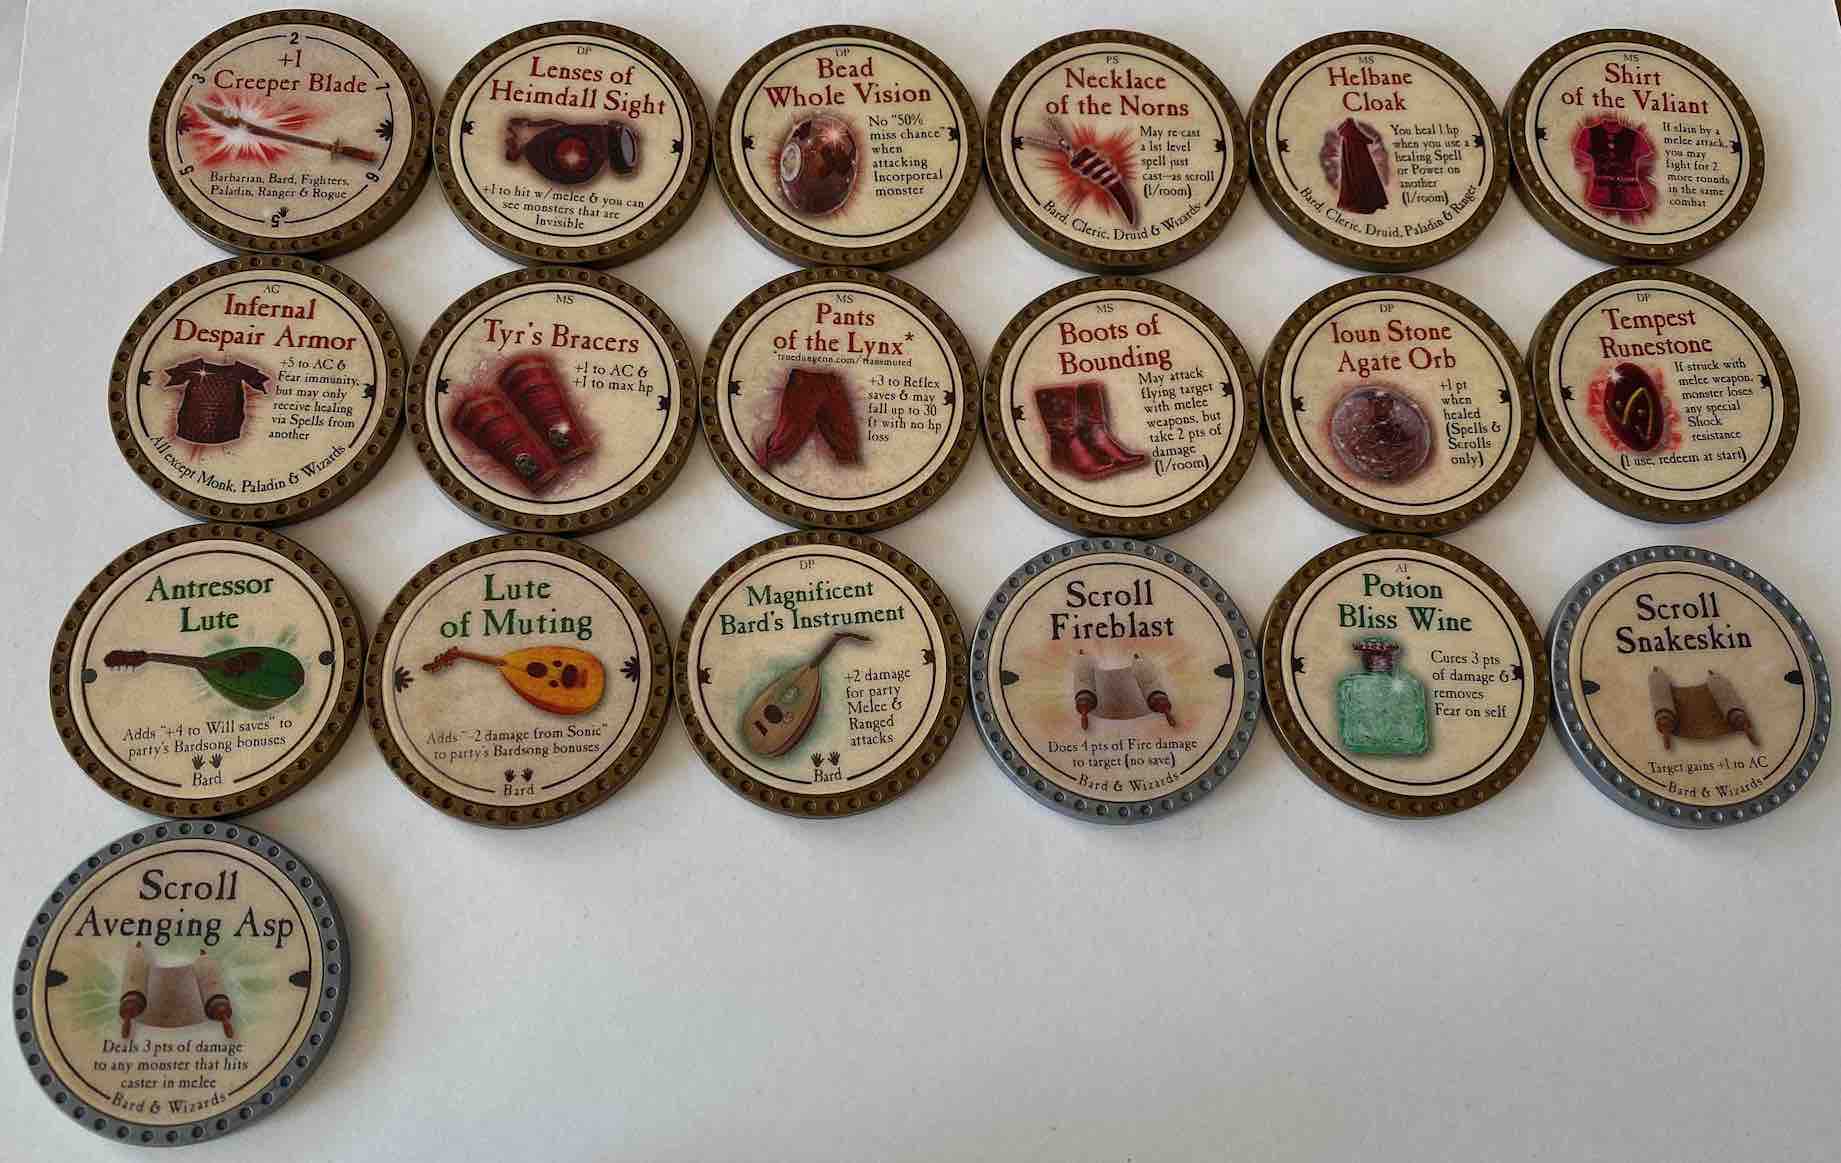 2
3
7
+1
Creeper Blade
5
6
Barbarian, Bard, Fighters,
Paladin, Ranger & Rogue
5
DP
Lenses of
Heimdall Sight
+1 to hit w/melee & you can
see monsters that are
Invisible
DP
Bead
Whole Vision
No "50%
miss chance"
when
attacking
Incorporeal
monster
PS
Necklace
of the Norns
May re-cast
a 1st level
spell just
cast—as scroll
(1/room)
Bard, Cleric, Druid & Wizards
MS
Helbane
Cloak
You heal 1 hp
when you use a
healing Spell
or Power on
another
(1/room)
Bard, Cleric, Druid, Paladin & Ranger
MS
Shirt
of the Valiant
If slain by a
melee attack,
you may
fight for 2
more rounds
in the same
combat
AG
Infernal
Despair Armor
+5 to AC &
Fear immunity,
but may only
receive healing
via Spells from
another
All except Monk, Paladin & Wizards
MS
Tyr's Bracers
+1 to AC &
+1 to max hp
MS
Pants
of the Lynx*
*truedungeon.com/transmuted
+3 to Reflex
saves & may
fall up to 30
ft with no hp
loss
MS
Boots of
Bounding
May attack
flying target
with melee
weapons, but
take 2 pts of
damage
(1/room)
DP
Ioun Stone
Agate Orb
+1 pt
when
healed
(Spells &
Scrolls
only)
DP
Tempest
Runestone
If struck with
melee weapon,
monster loses
any special
Shock
resistance
(1 use, redeem at start)
Antressor
Lute
Adds "+4 to Will saves" to
party's Bardsong bonuses
Bard
Lute
of Muting
Adds "-2 damage from Sonic"
to party's Bardsong bonuses
Bard
DP
Magnificent
Bard's Instrument
+2 damage
for party
Melee &
Ranged
attacks
Bard
Scroll
Fireblast
Does 4 pts of Fire damage
to target (no save)
Bard & Wizards
AI
Potion
Bliss Wine
Cures 3 pts
of damage &
removes
Fear on self
Scroll
Snakeskin
Target gains +1 to AC
Bard & Wizards
Scroll
Avenging Asp
Deals 3 pts of damage
to any monster that hits
caster in melee
Bard & Wizards